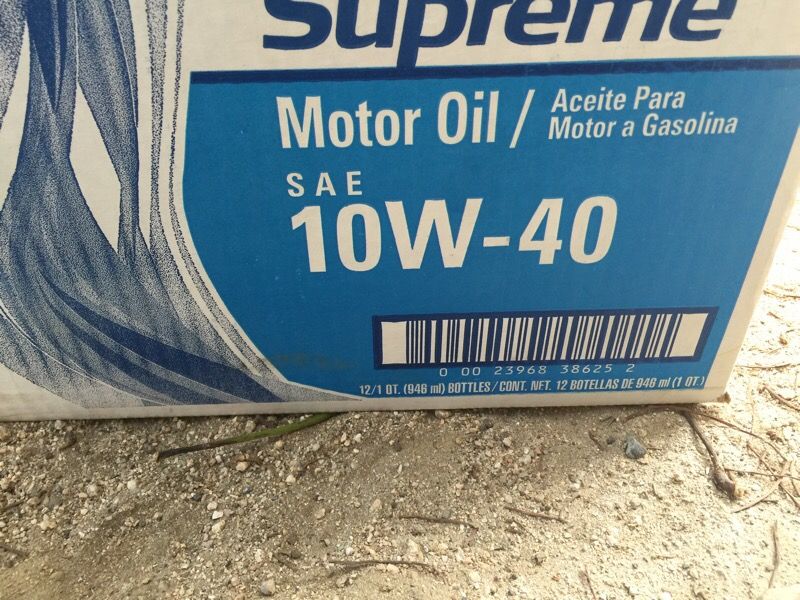 Supreme
Motor Oil / Aceite Para
Motor a Gasolina
SAE
10W-40
0 00 23968 38625 2
12/1 QT. (946 ml) BOTTLES/CONT. NET. 12 BOTELLAS DE 946 ml (1 QT.)